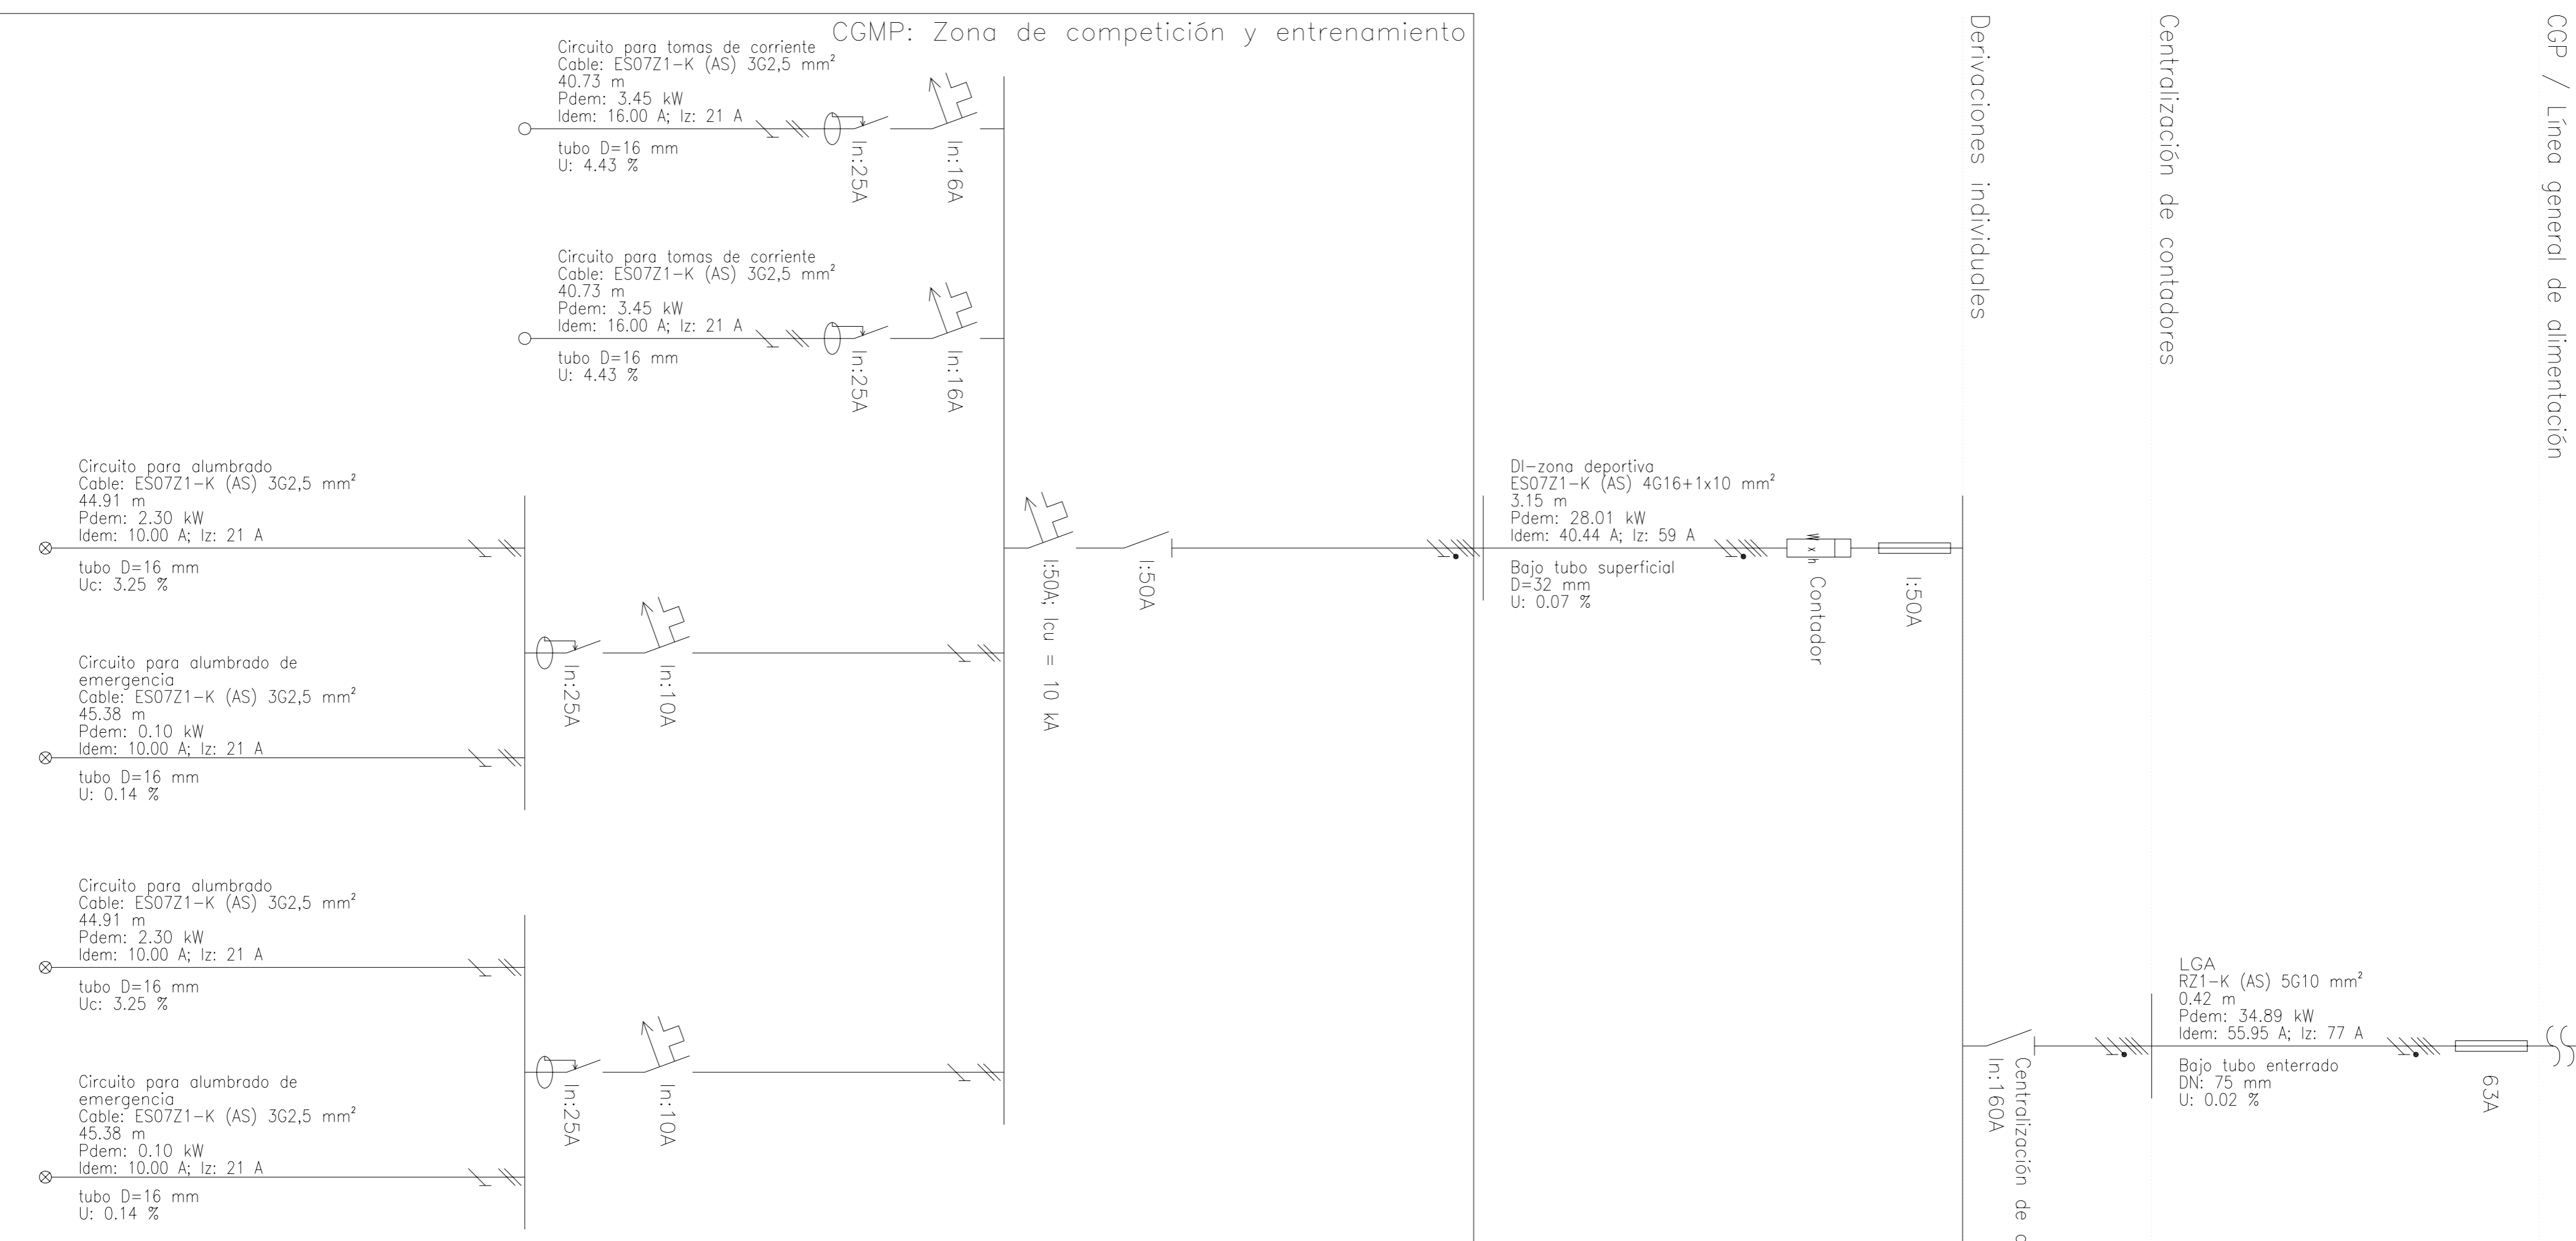 CGMP: Zona de competición y entrenamiento
Circuito para tomas de corriente
Cable: ES07Z1-K (AS) 3G2,5 mm²
40.73 m
Pdem: 3.45 kW
Idem: 16.00 A; Iz: 21 A
tubo D=16 mm
U: 4.43 %
In:25A
In:16A
Circuito para tomas de corriente
Cable: ES07Z1-K (AS) 3G2,5 mm²
40.73 m
Pdem: 3.45 kW
Idem: 16.00 A; Iz: 21 A
tubo D=16 mm
U: 4.43 %
In:25A
In:16A
Circuito para alumbrado
Cable: ES07Z1-K (AS) 3G2,5 mm²
44.91 m
Pdem: 2.30 kW
Idem: 10.00 A; Iz: 21 A
tubo D=16 mm
Uc: 3.25 %
Circuito para alumbrado de
emergencia
Cable: ES07Z1-K (AS) 3G2,5 mm²
45.38 m
Pdem: 0.10 kW
Idem: 10.00 A; Iz: 21 A
tubo D=16 mm
U: 0.14 %
In:25A
In:10A
Circuito para alumbrado
Cable: ES07Z1-K (AS) 3G2,5 mm²
44.91 m
Pdem: 2.30 kW
Idem: 10.00 A; Iz: 21 A
tubo D=16 mm
Uc: 3.25 %
Circuito para alumbrado de
emergencia
Cable: ES07Z1-K (AS) 3G2,5 mm²
45.38 m
Pdem: 0.10 kW
Idem: 10.00 A; Iz: 21 A
tubo D=16 mm
U: 0.14 %
In:25A
In:10A
I:50A; Icu = 10 kA
I:50A
DI-zona deportiva
ES07Z1-K (AS) 4G16+1x10 mm²
3.15 m
Pdem: 28.01 kW
Idem: 40.44 A; Iz: 59 A
Bajo tubo superficial
D=32 mm
U: 0.07 %
W x h
Contador
I:50A
Derivaciones individuales
In:160A
Centralización de
Centralización de contadores
LGA
RZ1-K (AS) 5G10 mm²
0.42 m
Pdem: 34.89 kW
Idem: 55.95 A; Iz: 77 A
Bajo tubo enterrado
DN: 75 mm
U: 0.02 %
63A
CGP / Línea general de alimentación